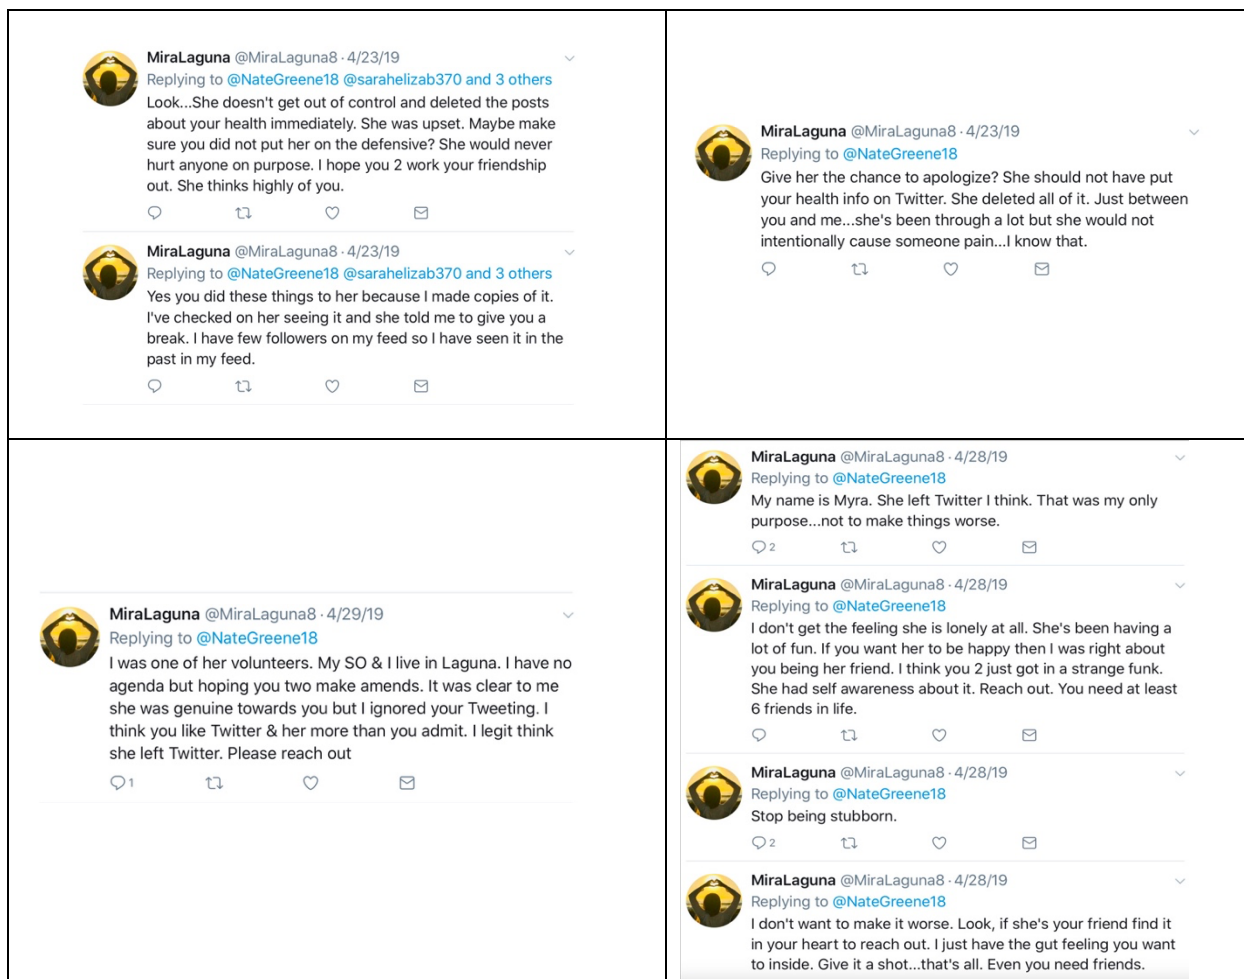 MiraLaguna @MiraLaguna8 · 4/23/19
Replying to @NateGreene18 @sarahelizab370 and 3 others
Look...She doesn't get out of control and deleted the posts
about your health immediately. She was upset. Maybe make
sure you did not put her on the defensive? She would never
hurt anyone on purpose. I hope you 2 work your friendship
out. She thinks highly of you.
MiraLaguna @MiraLaguna8 · 4/23/19
Replying to @NateGreene18 @sarahelizab370 and 3 others
Yes you did these things to her because I made copies of it.
I've checked on her seeing it and she told me to give you a
break. I have few followers on my feed so I have seen it in the
past in my feed.
MiraLaguna @MiraLaguna8 · 4/23/19
Replying to @NateGreene18
Give her the chance to apologize? She should not have put
your health info on Twitter. She deleted all of it. Just between
you and me...she's been through a lot but she would not
intentionally cause someone pain...I know that.
MiraLaguna @MiraLaguna8 · 4/29/19
Replying to @NateGreene18
I was one of her volunteers. My SO & I live in Laguna. I have no
agenda but hoping you two make amends. It was clear to me
she was genuine towards you but I ignored your Tweeting. I
think you like Twitter & her more than you admit. I legit think
she left Twitter. Please reach out
1
MiraLaguna @MiraLaguna8 · 4/28/19
Replying to @NateGreene18
My name is Myra. She left Twitter I think. That was my only
purpose...not to make things worse.
2
MiraLaguna @MiraLaguna8 · 4/28/19
Replying to @NateGreene18
I don't get the feeling she is lonely at all. She's been having a
lot of fun. If you want her to be happy then I was right about
you being her friend. I think you 2 just got in a strange funk.
She had self awareness about it. Reach out. You need at least
6 friends in life.
MiraLaguna @MiraLaguna8 · 4/28/19
Replying to @NateGreene18
Stop being stubborn.
2
MiraLaguna @MiraLaguna8 · 4/28/19
Replying to @NateGreene18
I don't want to make it worse. Look, if she's your friend find it
in your heart to reach out. I just have the gut feeling you want
to inside. Give it a shot...that's all. Even you need friends.